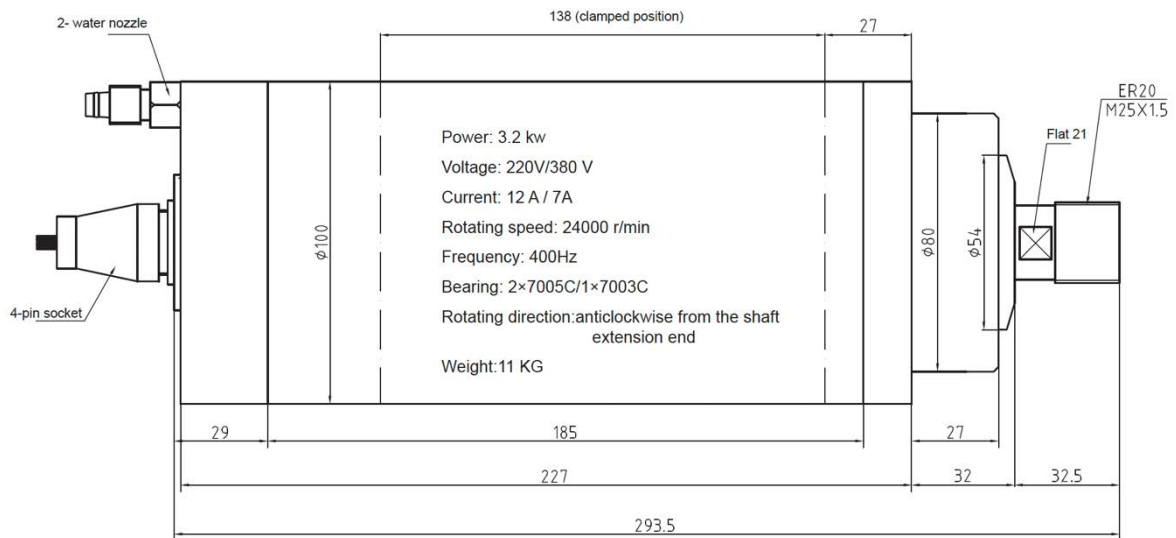 138 (clamped position)
27
2- water nozzle
ER20
M25X1.5
Flat 21
Power: 3.2 kw
Voltage: 220V/380 V
Current: 12 A / 7A
Rotating speed: 24000 r/min
Frequency: 400Hz
Bearing: 2×7005C/1×7003C
Rotating direction:anticlockwise from the shaft
extension end
Weight:11 KG
ϕ100
ϕ80
ϕ54
4-pin socket
29
185
27
227
32
32.5
293.5